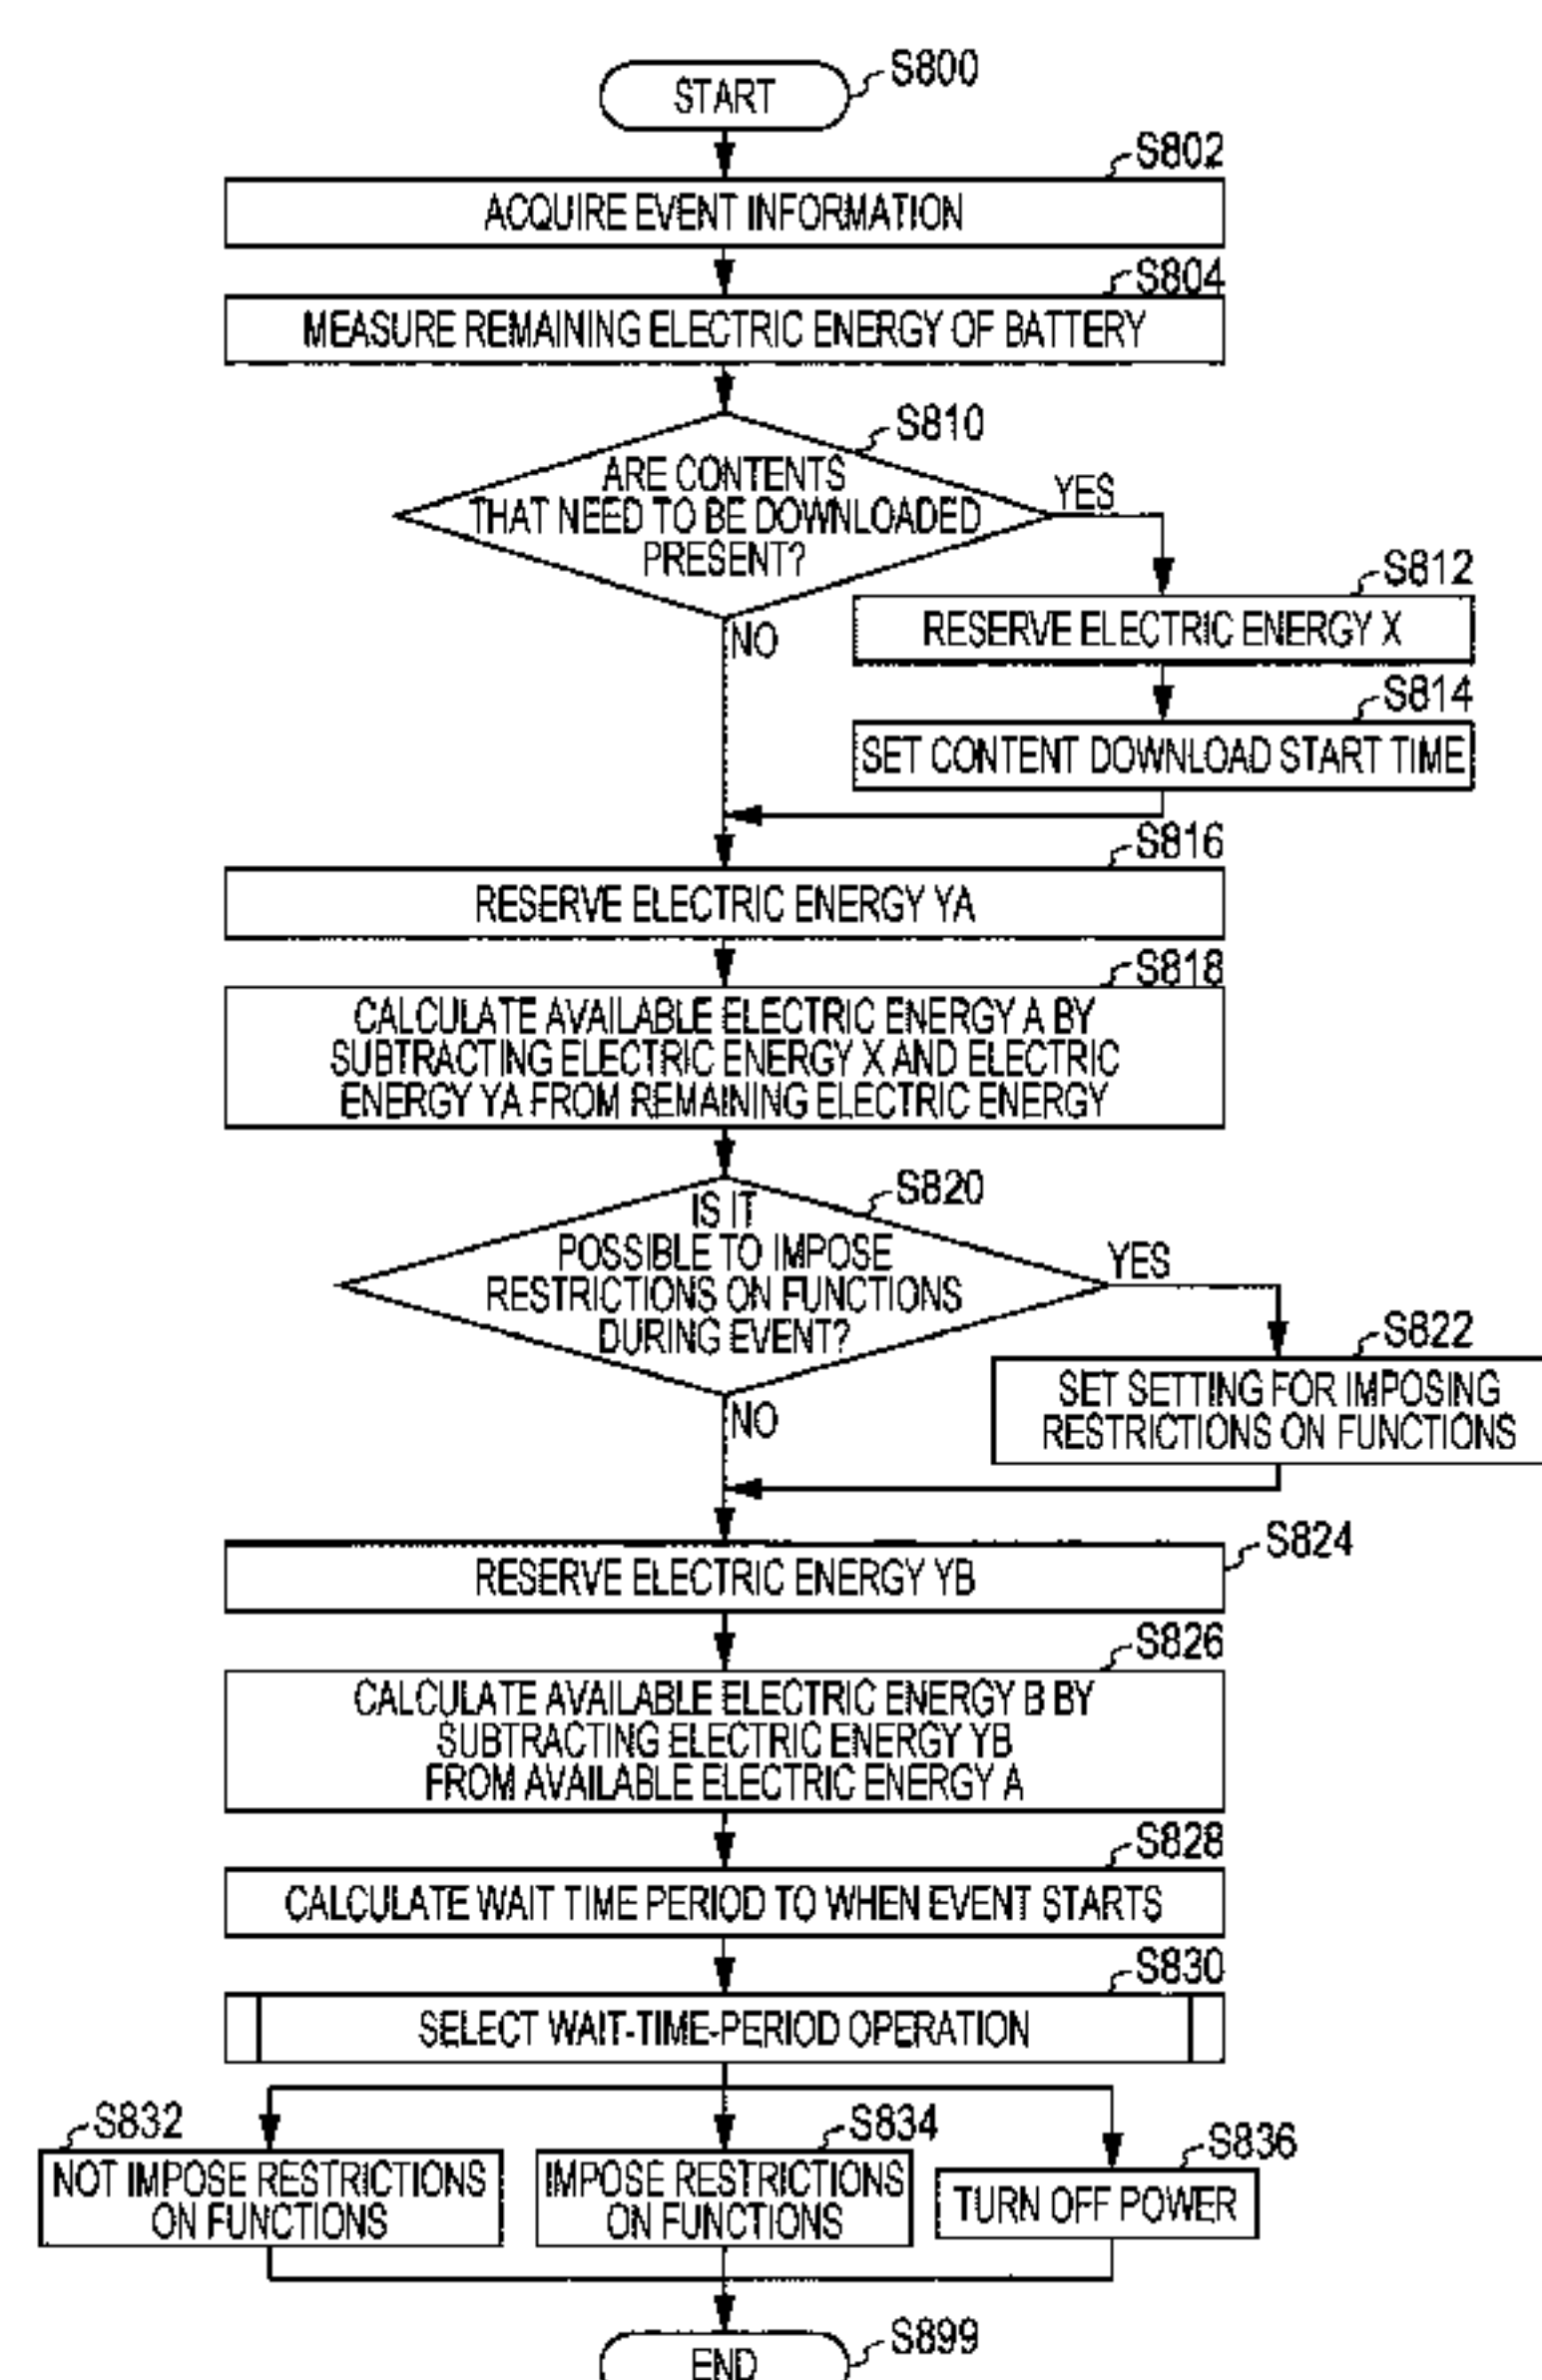 START
S800
S802
ACQUIRE EVENT INFORMATION
S804
MEASURE REMAINING ELECTRIC ENERGY OF BATTERY
S810
ARE CONTENTS
THAT NEED TO BE DOWNLOADED
PRESENT?
YES
NO
S812
RESERVE ELECTRIC ENERGY X
S814
SET CONTENT DOWNLOAD START TIME
S816
RESERVE ELECTRIC ENERGY YA
S818
CALCULATE AVAILABLE ELECTRIC ENERGY A BY
SUBTRACTING ELECTRIC ENERGY X AND ELECTRIC
ENERGY YA FROM REMAINING ELECTRIC ENERGY
S820
IS IT
POSSIBLE TO IMPOSE
RESTRICTIONS ON FUNCTIONS
DURING EVENT?
YES
NO
S822
SET SETTING FOR IMPOSING
RESTRICTIONS ON FUNCTIONS
S824
RESERVE ELECTRIC ENERGY YB
S826
CALCULATE AVAILABLE ELECTRIC ENERGY B BY
SUBTRACTING ELECTRIC ENERGY YB
FROM AVAILABLE ELECTRIC ENERGY A
S828
CALCULATE WAIT TIME PERIOD TO WHEN EVENT STARTS
S830
SELECT WAIT-TIME-PERIOD OPERATION
S832
NOT IMPOSE RESTRICTIONS
ON FUNCTIONS
S834
IMPOSE RESTRICTIONS
ON FUNCTIONS
S836
TURN OFF POWER
S899
END